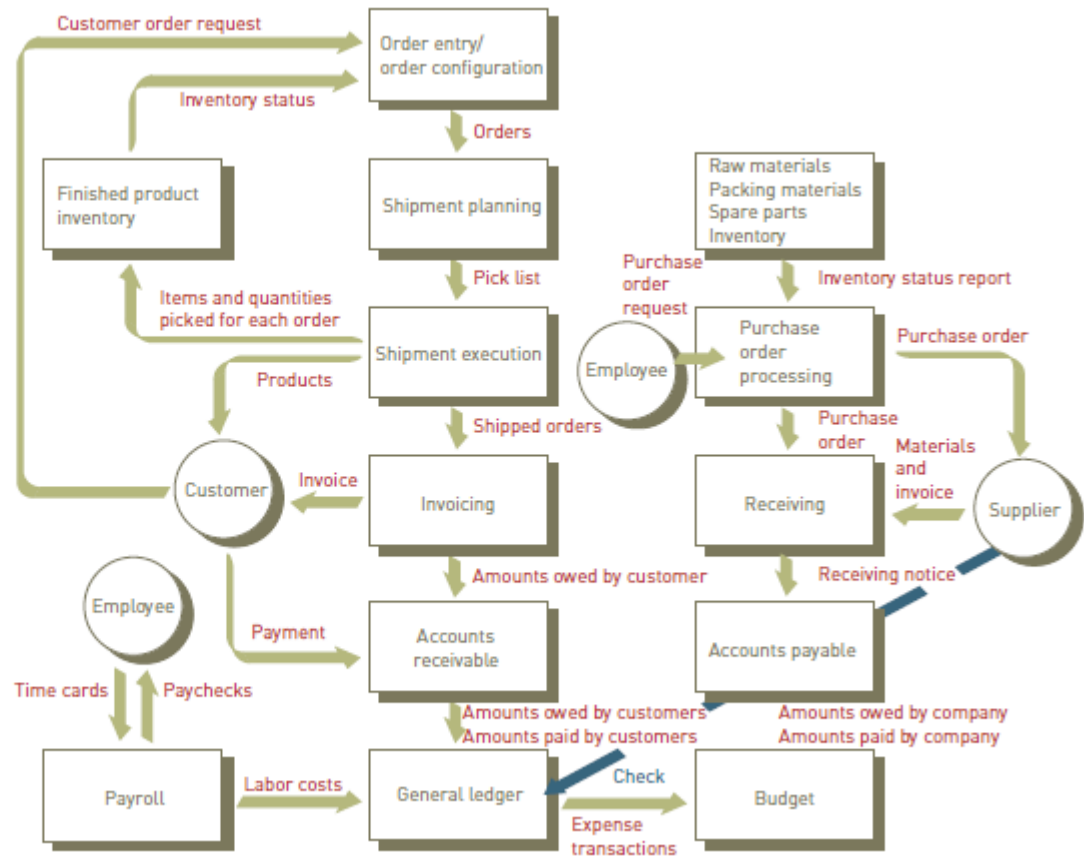 Customer order request
Order entry/
order configuration
Inventory status
Orders
Finished product
inventory
Shipment planning
Raw materials
Packing materials
Spare parts
Inventory
Pick list
Purchase
order
request
Inventory status report
Items and quantities
picked for each order
Shipment execution
Employee
Purchase
order
processing
Purchase order
Products
Shipped orders
Purchase
order
Materials
and
invoice
Customer
Invoice
Invoicing
Receiving
Supplier
Amounts owed by customer
Receiving notice
Employee
Payment
Accounts
receivable
Accounts payable
Time cards
Paychecks
Amounts owed by customers
Amounts paid by customers
Amounts owed by company
Amounts paid by company
Payroll
Labor costs
General ledger
Check
Expense
transactions
Budget